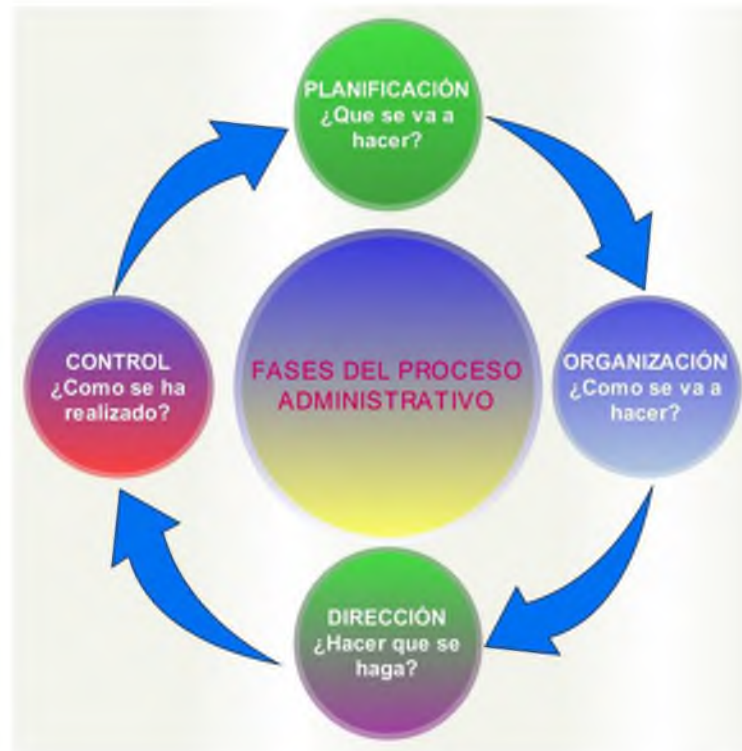 PLANIFICACIÓN
¿Que se va a
hacer?
ORGANIZACIÓN
¿Como se va a
hacer?
DIRECCIÓN
¿Hacer que se
haga?
CONTROL
¿Como se ha
realizado?
FASES DEL PROCESO
ADMINISTRATIVO